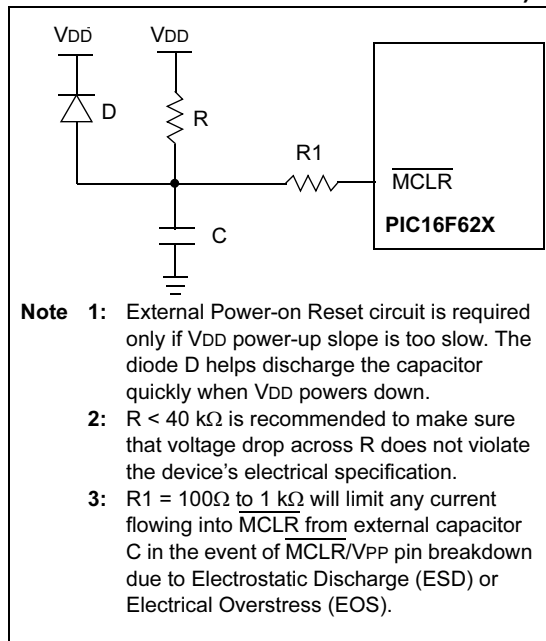 VDD VDD
D
R
R1
MCLR
PIC16F62X
C
Note 1: External Power-on Reset circuit is required
only if VDD power-up slope is too slow. The
diode D helps discharge the capacitor
quickly when VDD powers down.
2: R < 40 kΩ is recommended to make sure
that voltage drop across R does not violate
the device's electrical specification.
3: R1 = 100Ω to 1 kΩ will limit any current
flowing into MCLR from external capacitor
C in the event of MCLR/VPP pin breakdown
due to Electrostatic Discharge (ESD) or
Electrical Overstress (EOS).